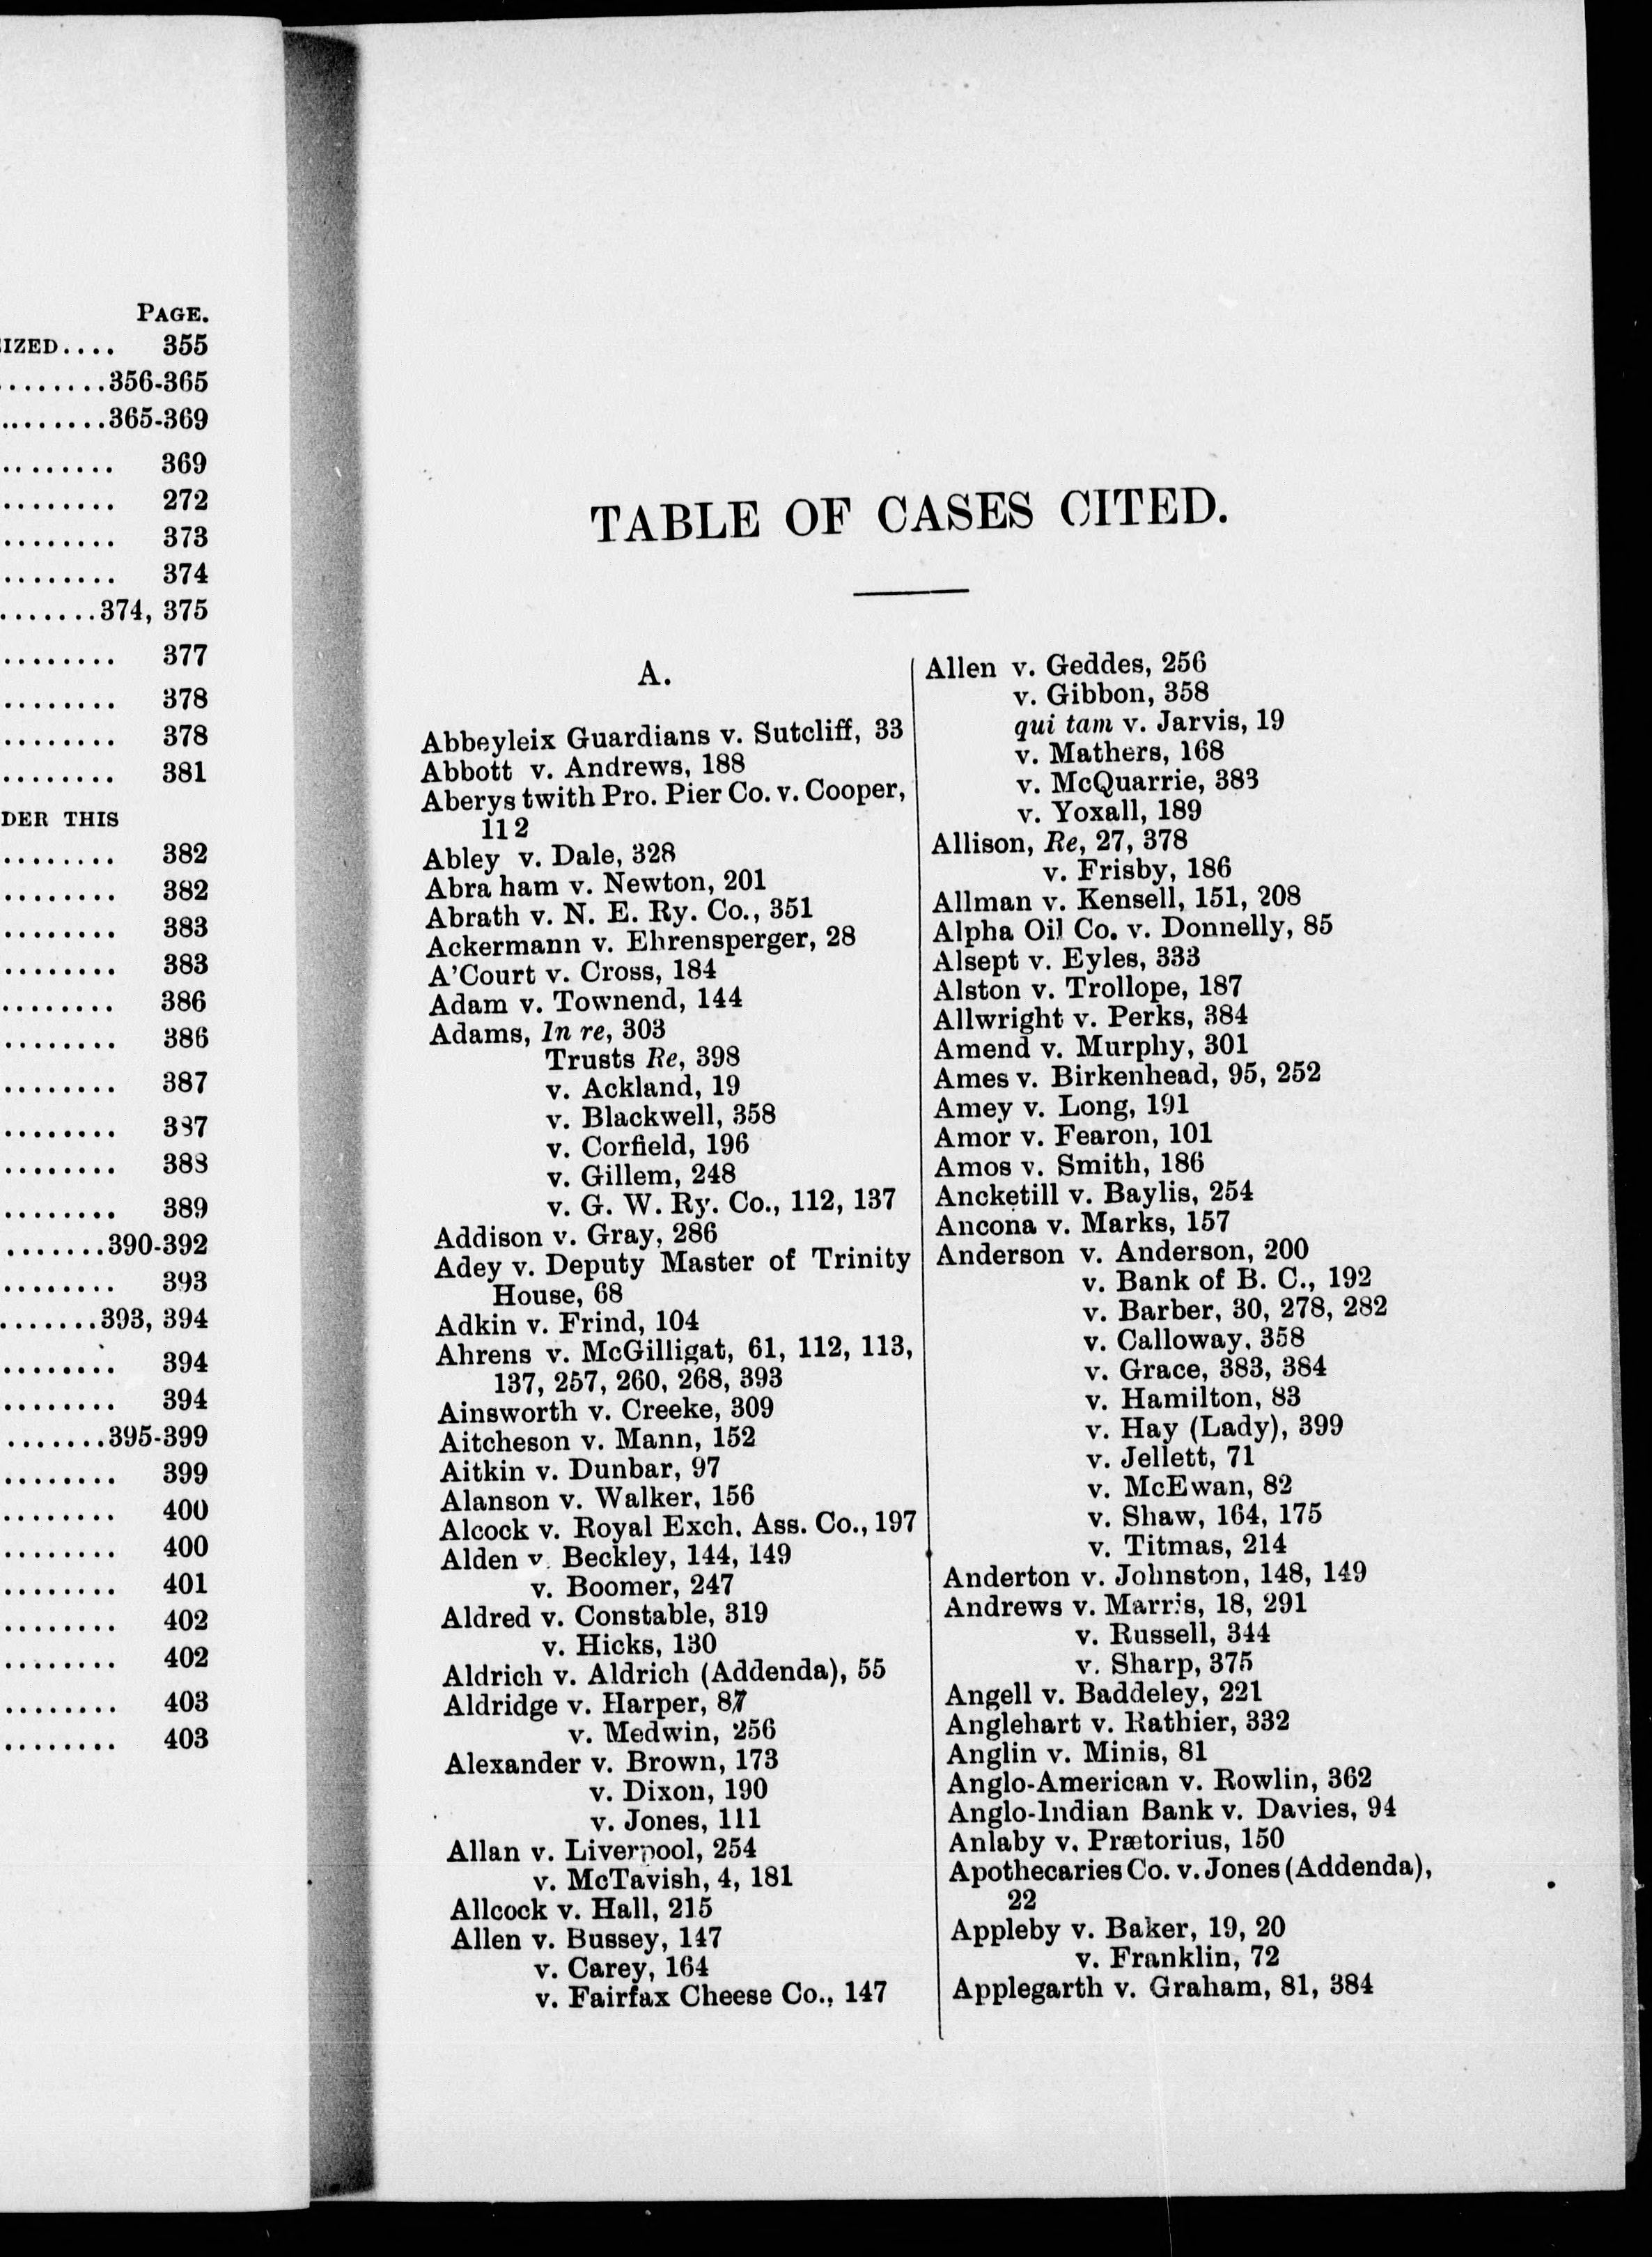 PAGE.
IZED.... 355
........356-365
........365-369
........ 369
........ 272
........ 373
........ 374
.......374, 375
........ 377
........ 378
........ 378
........ 381
DER THIS
........ 382
........ 382
........ 383
........ 383
........ 386
........ 386
........ 387
........ 387
........ 388
........ 389
.......390-392
........ 393
.......393, 394
........ 394
........ 394
.......395-399
........ 399
........ 400
........ 400
........ 401
........ 402
........ 402
........ 403
........ 403
TABLE OF CASES CITED.
A.
Abbeyleix Guardians v. Sutcliff, 33
Abbott v. Andrews, 188
Aberystwith Pro. Pier Co. v. Cooper,
112
Abley v. Dale, 328
Abra ham v. Newton, 201
Abrath v. N. E. Ry. Co., 351
Ackermann v. Ehrensperger, 28
A'Court v. Cross, 184
Adam v. Townend, 144
Adams, In re, 303
Trusts Re, 398
v. Ackland, 19
v. Blackwell, 358
v. Corfield, 196
v. Gillem, 248
v. G. W. Ry. Co., 112, 137
Addison v. Gray, 286
Adey v. Deputy Master of Trinity
House, 68
Adkin v. Frind, 104
Ahrens v. McGilligat, 61, 112, 113,
137, 257, 260, 268, 393
Ainsworth v. Creeke, 309
Aitcheson v. Mann, 152
Aitkin v. Dunbar, 97
Alanson v. Walker, 156
Alcock v. Royal Exch. Ass. Co., 197
Alden v. Beckley, 144, 149
v. Boomer, 247
Aldred v. Constable, 319
v. Hicks, 130
Aldrich v. Aldrich (Addenda), 55
Aldridge v. Harper, 87
v. Medwin, 256
Alexander v. Brown, 173
v. Dixon, 190
v. Jones, 111
Allan v. Liverpool, 254
v. McTavish, 4, 181
Allcock v. Hall, 215
Allen v. Bussey, 147
v. Carey, 164
v. Fairfax Cheese Co., 147
Allen v. Geddes, 256
v. Gibbon, 358
qui tam v. Jarvis, 19
v. Mathers, 168
v. McQuarrie, 383
v. Yoxall, 189
Allison, Re, 27, 378
v. Frisby, 186
Allman v. Kensell, 151, 208
Alpha Oil Co. v. Donnelly, 85
Alsept v. Eyles, 333
Alston v. Trollope, 187
Allwright v. Perks, 384
Amend v. Murphy, 301
Ames v. Birkenhead, 95, 252
Amey v. Long, 191
Amor v. Fearon, 101
Amos v. Smith, 186
Ancketill v. Baylis, 254
Ancona v. Marks, 157
Anderson v. Anderson, 200
v. Bank of B. C., 192
v. Barber, 30, 278, 282
v. Calloway, 358
v. Grace, 383, 384
v. Hamilton, 83
v. Hay (Lady), 399
v. Jellett, 71
v. McEwan, 82
v. Shaw, 164, 175
v. Titmas, 214
Anderton v. Johnston, 148, 149
Andrews v. Marris, 18, 291
v. Russell, 344
v. Sharp, 375
Angell v. Baddeley, 221
Anglehart v. Rathier, 332
Anglin v. Minis, 81
Anglo-American v. Rowlin, 362
Anglo-Indian Bank v. Davies, 94
Anlaby v. Prætorius, 150
Apothecaries Co. v. Jones (Addenda),
22
Appleby v. Baker, 19, 20
v. Franklin, 72
Applegarth v. Graham, 81, 384